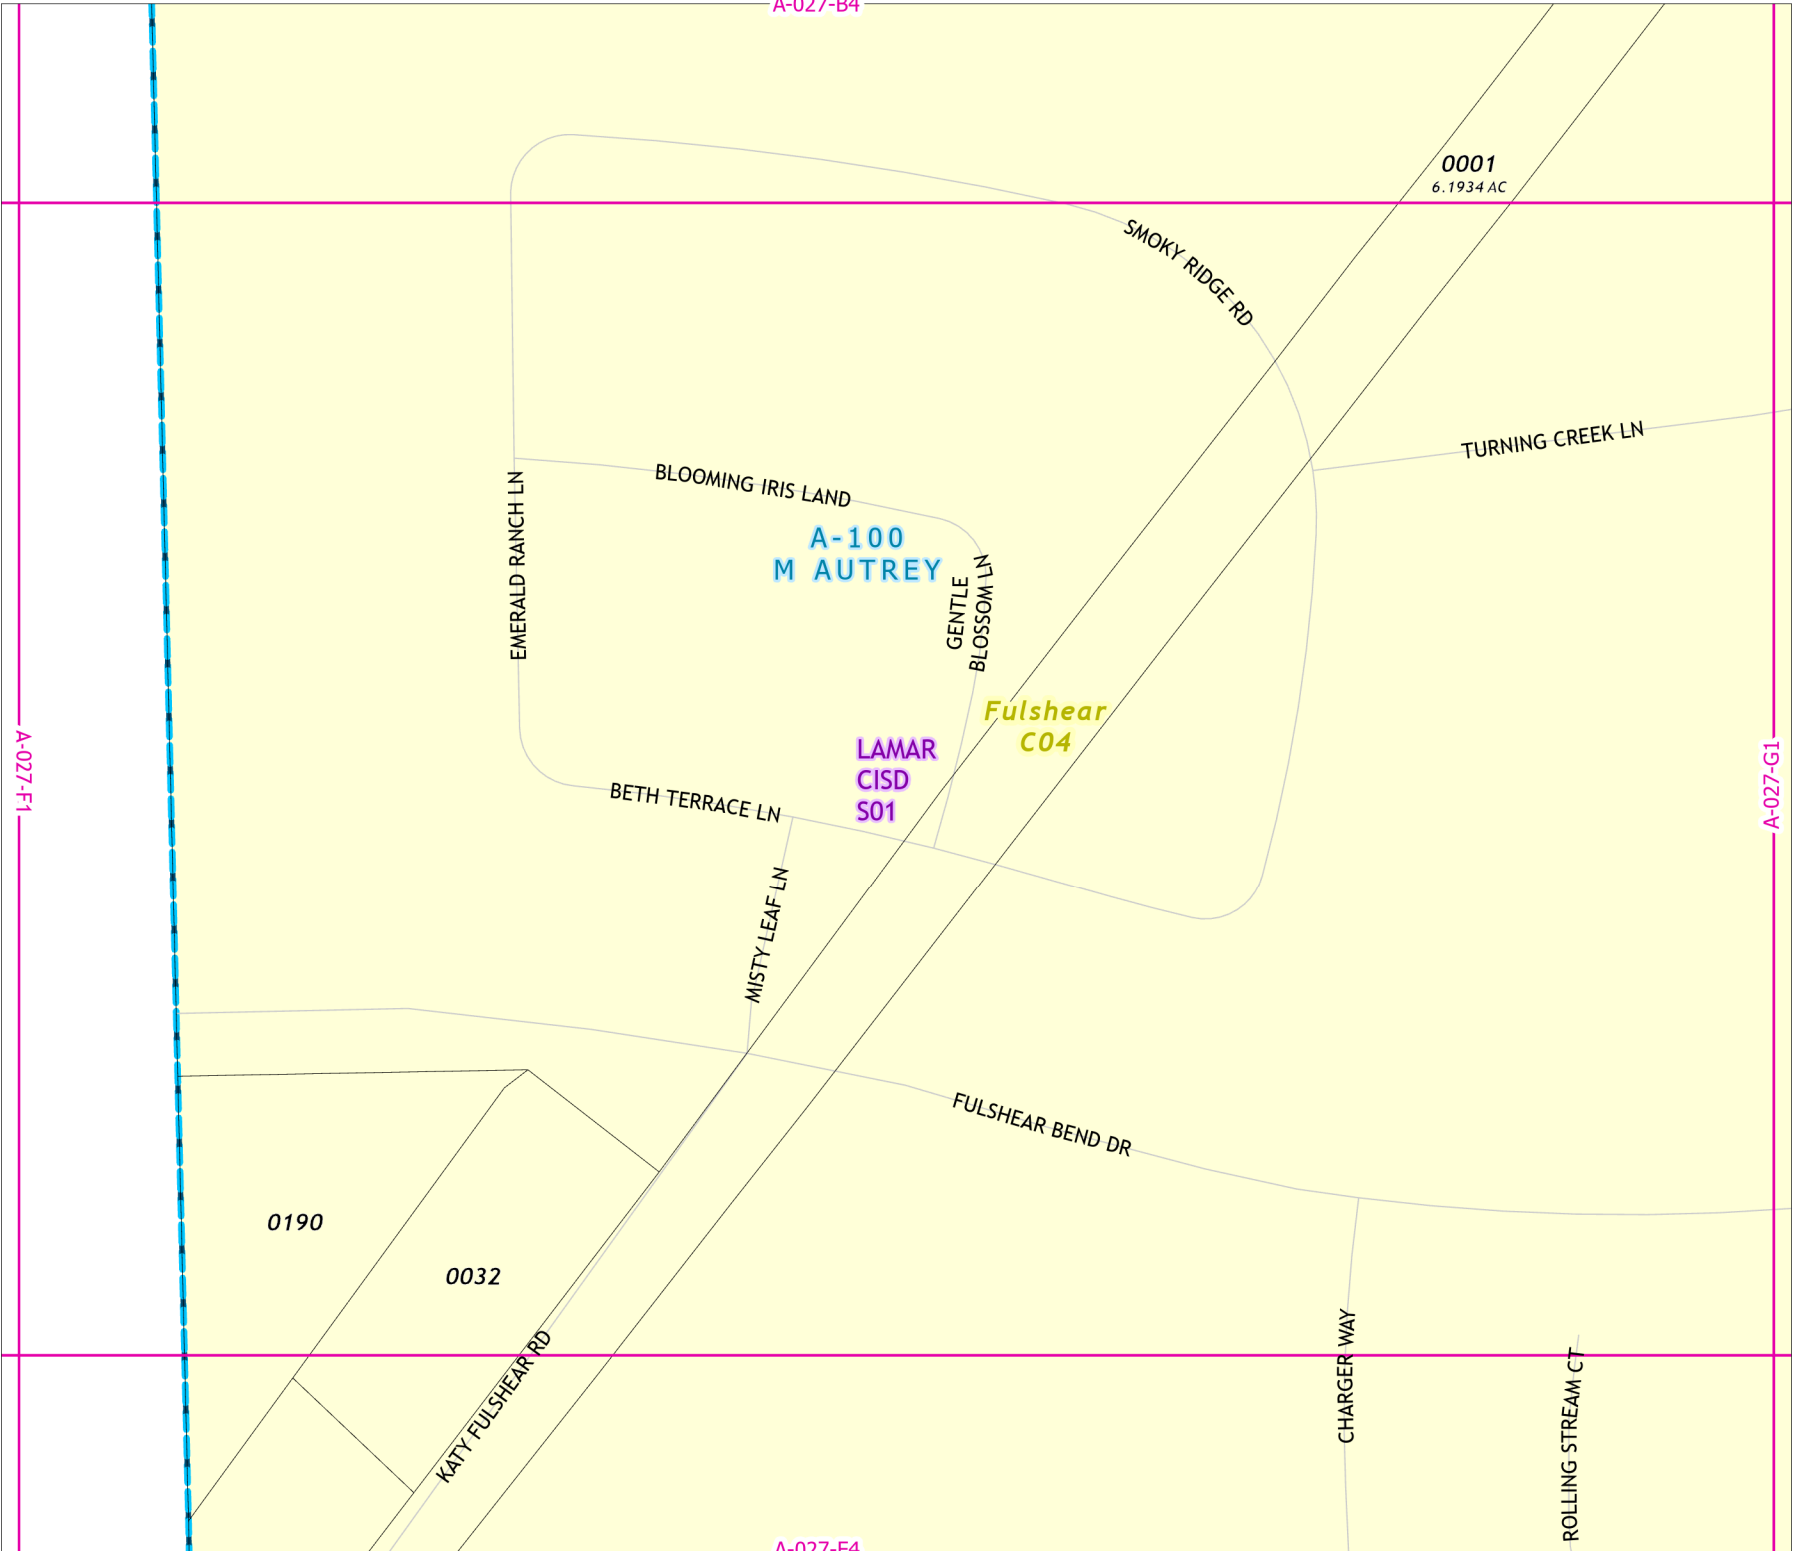 A-027-B4
0001
6.1934 AC
SMOKY RIDGE RD
TURNING CREEK LN
BLOOMING IRIS LAND
EMERALD RANCH LN
A-100
M AUTREY
GENTLE
BLOSSOM LN
Fulshear
C04
LAMAR
CISD
S01
A-027-F1
A-027-G1
BETH TERRACE LN
MISTY LEAF LN
FULSHEAR BEND DR
0190
0032
KATY FULSHEAR RD
CHARGER WAY
ROLLING STREAM CT